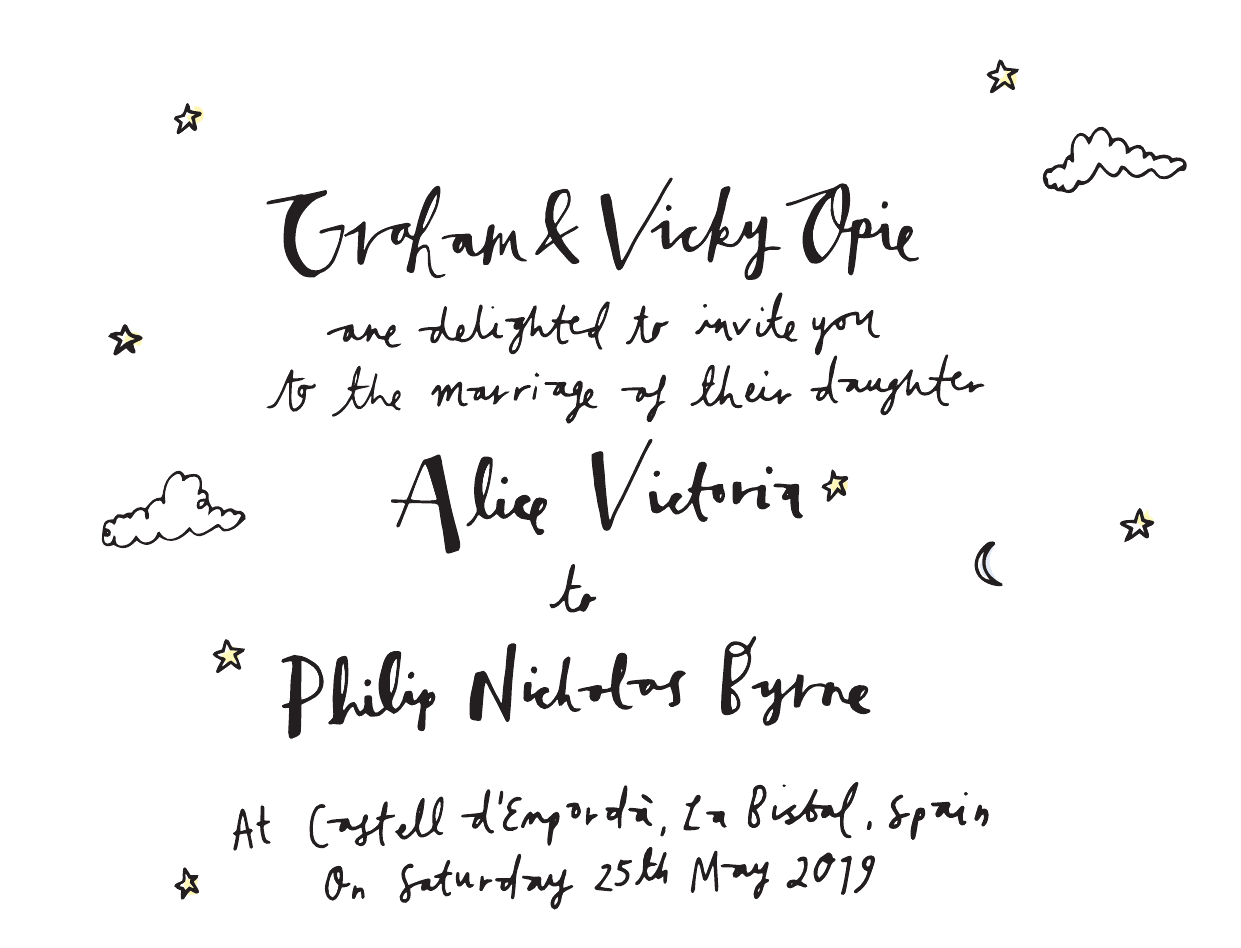 Graham & Vicky Opie
are delighted to invite you
to the marriage of their daughter
Alice Victoria
to
Philip Nicholas Byrne
At Castell d'Empordà, La Bisbal, Spain
On Saturday 25th May 2019